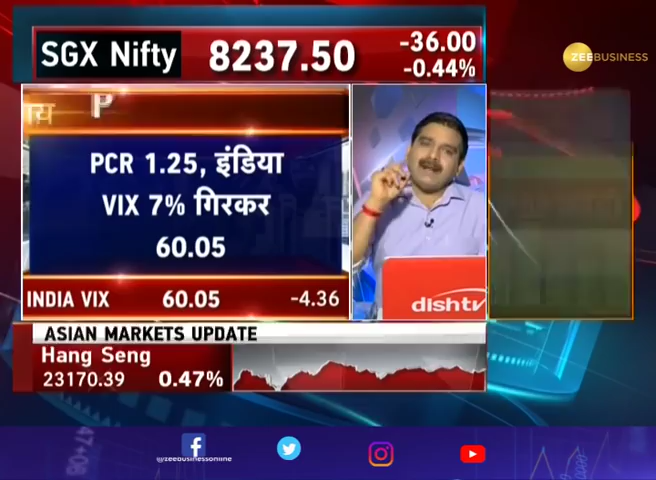 SGX Nifty 8237.50 -36.00
-0.44%
ZEEBUSINESS
PCR 1.25, इंडिया
VIX 7% गिरकर
60.05
INDIA VIX 60.05 -4.36
dishtv
ASIAN MARKETS UPDATE
Hang Seng
23170.39 0.47%
@zeebusinessonline